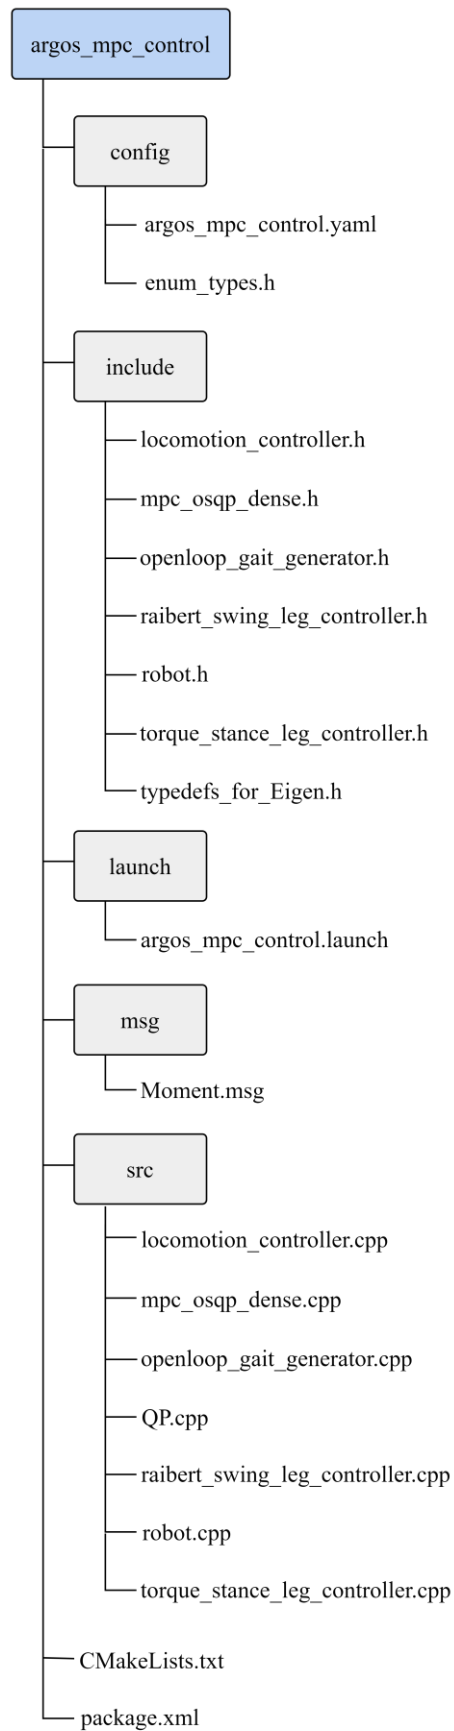 argos_mpc_control
config
argos_mpc_control.yaml
enum_types.h
include
locomotion_controller.h
mpc_osqp_dense.h
openloop_gait_generator.h
raibert_swing_leg_controller.h
robot.h
torque_stance_leg_controller.h
typedefs_for_Eigen.h
launch
argos_mpc_control.launch
msg
Moment.msg
src
locomotion_controller.cpp
mpc_osqp_dense.cpp
openloop_gait_generator.cpp
QP.cpp
raibert_swing_leg_controller.cpp
robot.cpp
torque_stance_leg_controller.cpp
CMakeLists.txt
package.xml